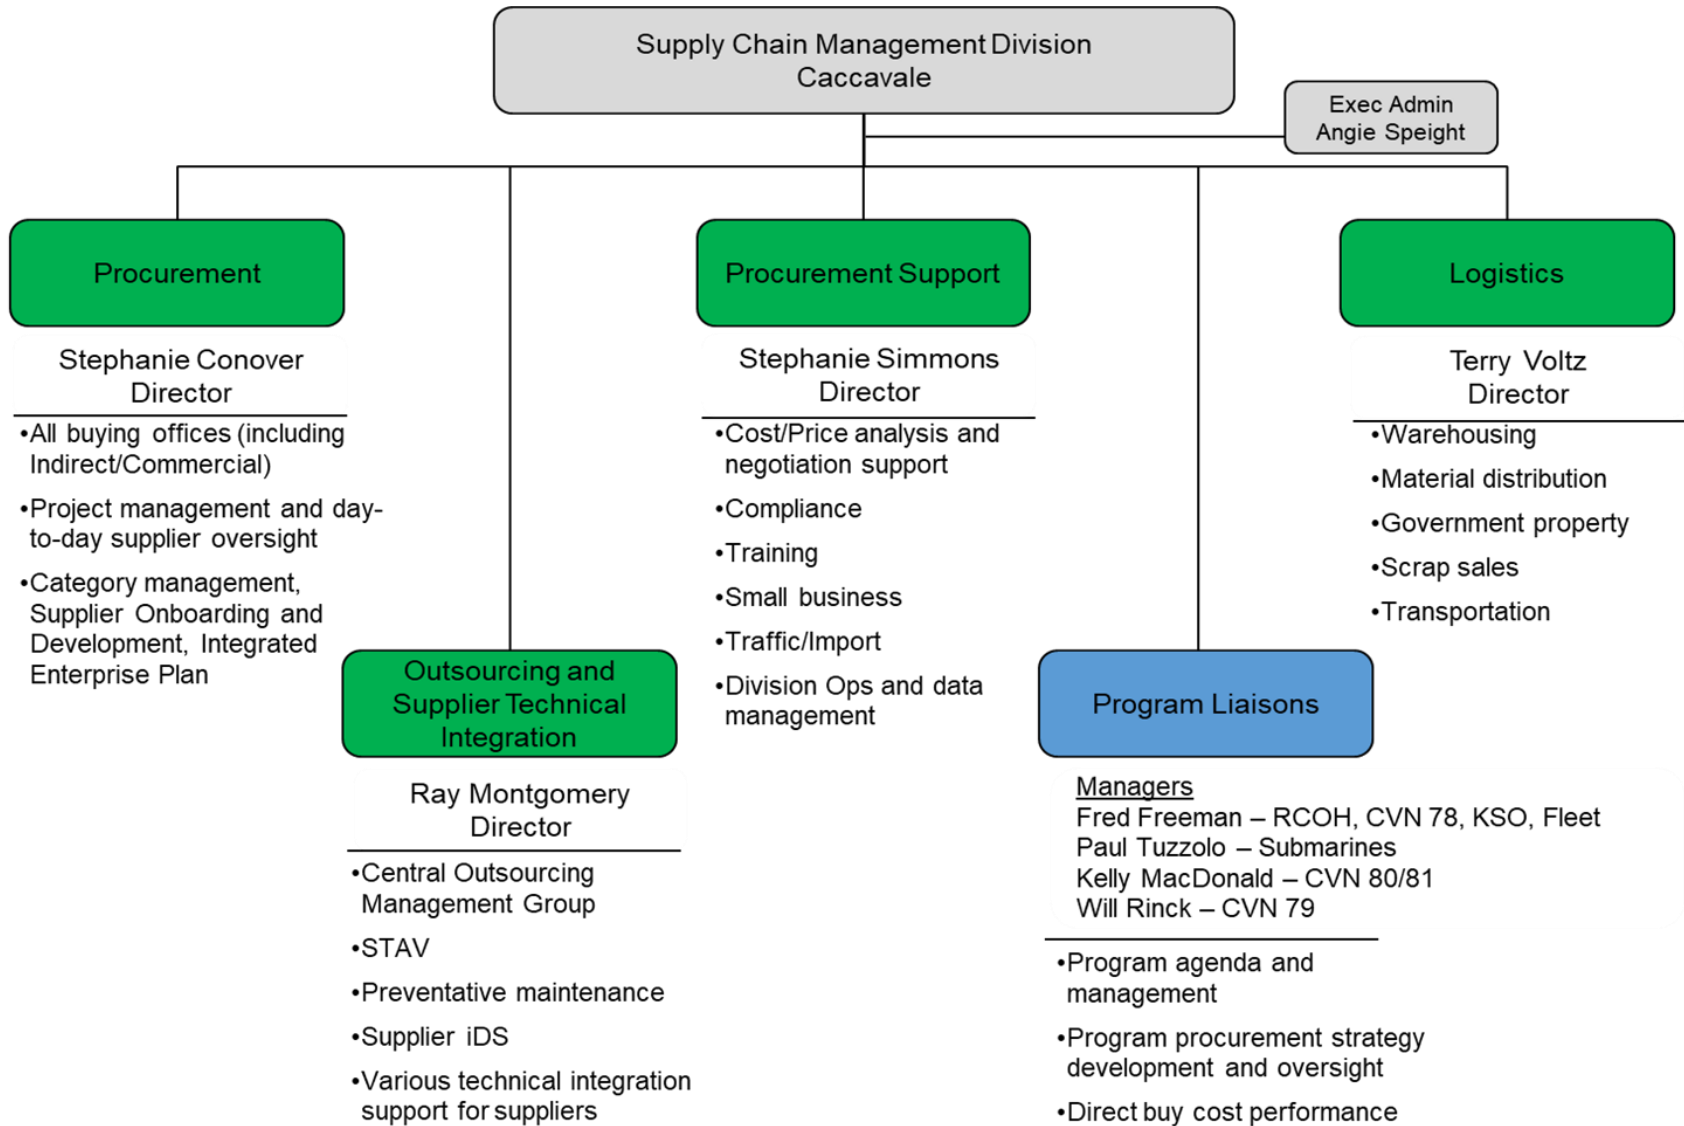 Supply Chain Management Division
Caccavale
Exec Admin
Angie Speight
Procurement
Stephanie Conover
Director
•All buying offices (including
Indirect/Commercial)
•Project management and day-
to-day supplier oversight
•Category management,
Supplier Onboarding and
Development, Integrated
Enterprise Plan
Outsourcing and
Supplier Technical
Integration
Ray Montgomery
Director
•Central Outsourcing
Management Group
•STAV
•Preventative maintenance
•Supplier iDS
•Various technical integration
support for suppliers
Procurement Support
Stephanie Simmons
Director
•Cost/Price analysis and
negotiation support
•Compliance
•Training
•Small business
•Traffic/Import
•Division Ops and data
management
Program Liaisons
Managers
Fred Freeman – RCOH, CVN 78, KSO, Fleet
Paul Tuzzolo – Submarines
Kelly MacDonald – CVN 80/81
Will Rinck – CVN 79
•Program agenda and
management
•Program procurement strategy
development and oversight
•Direct buy cost performance
Logistics
Terry Voltz
Director
•Warehousing
•Material distribution
•Government property
•Scrap sales
•Transportation